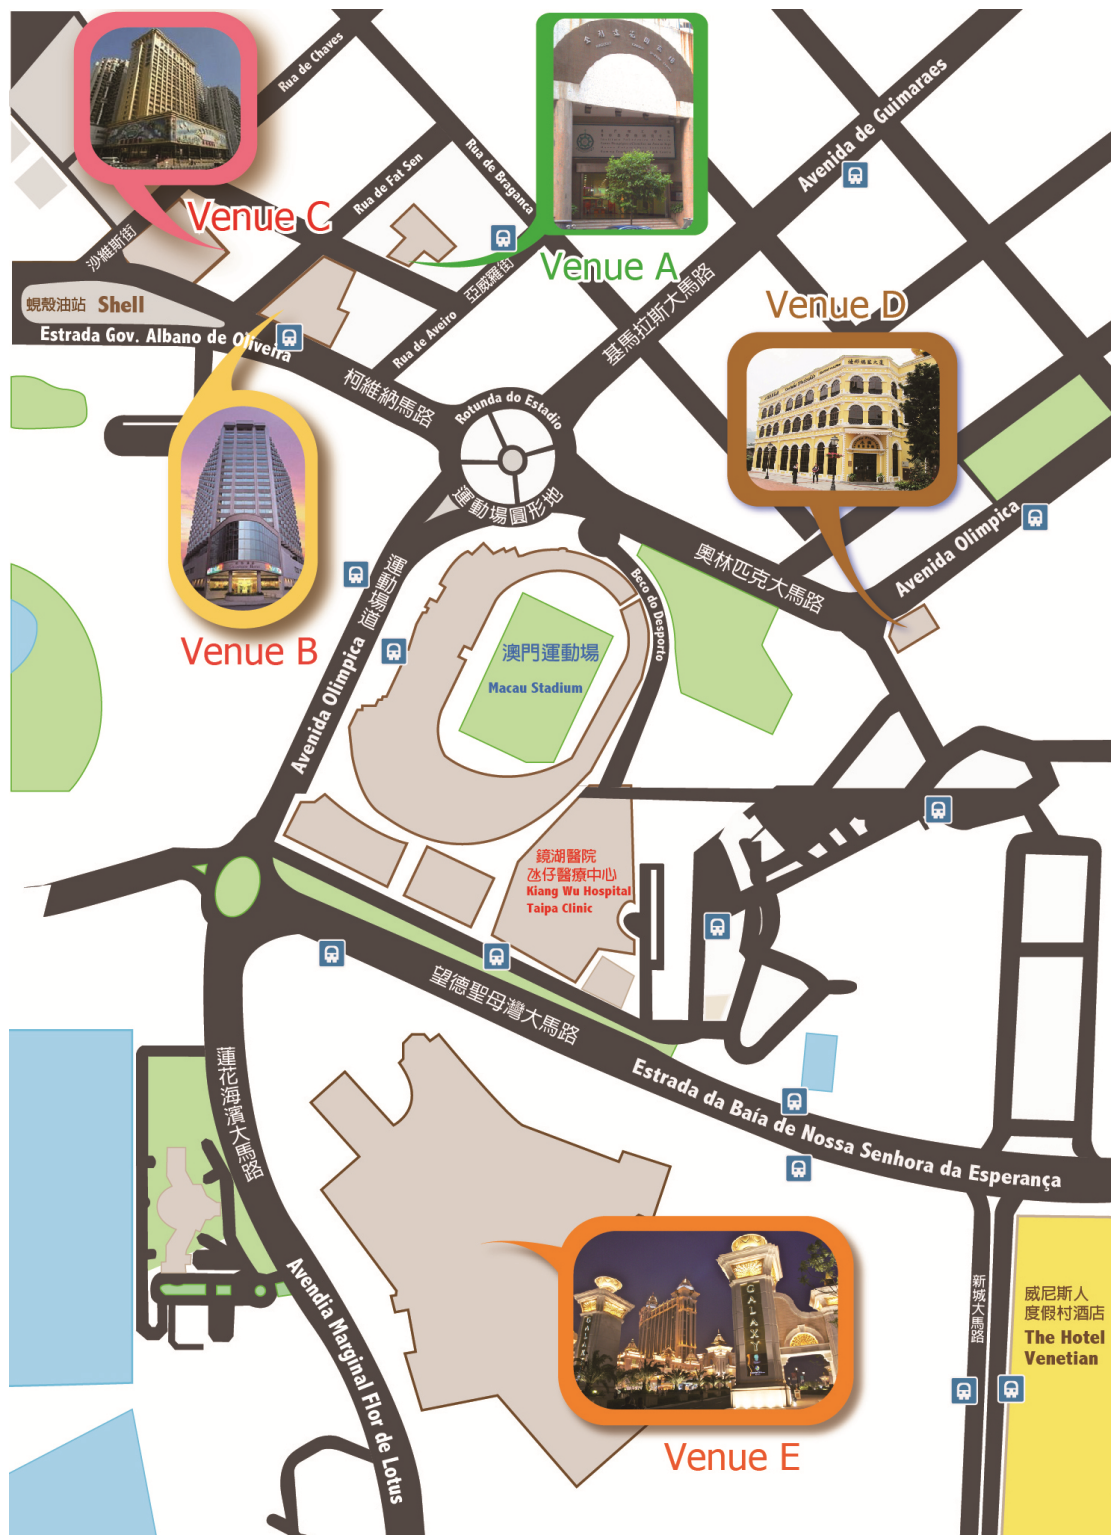 Rua de Chaves
Avenida de Guimaraes
Rua de Fat Sen
Rua de Braganca
Venue C
Venue A
沙維斯街
亞威羅街
Rua de Aveiro
基馬拉斯大馬路
Venue D
蜆殼油站 Shell
Estrada Gov. Albano de Oliveira
柯維納馬路
Rotunda do Estadio
運動場圓形地
Venue B
運動場道
Avenida Olimpica
Beco do Desporto
奧林匹克大馬路
Avenida Olimpica
澳門運動場
Macau Stadium
鏡湖醫院
氹仔醫療中心
Kiang Wu Hospital
Taipa Clinic
望德聖母灣大馬路
Estrada da Baía de Nossa Senhora da Esperança
蓮花海濱大馬路
Avendia Marginal Flor de Lotus
GALAXY
Venue E
新城大馬路
威尼斯人
度假村酒店
The Hotel
Venetian